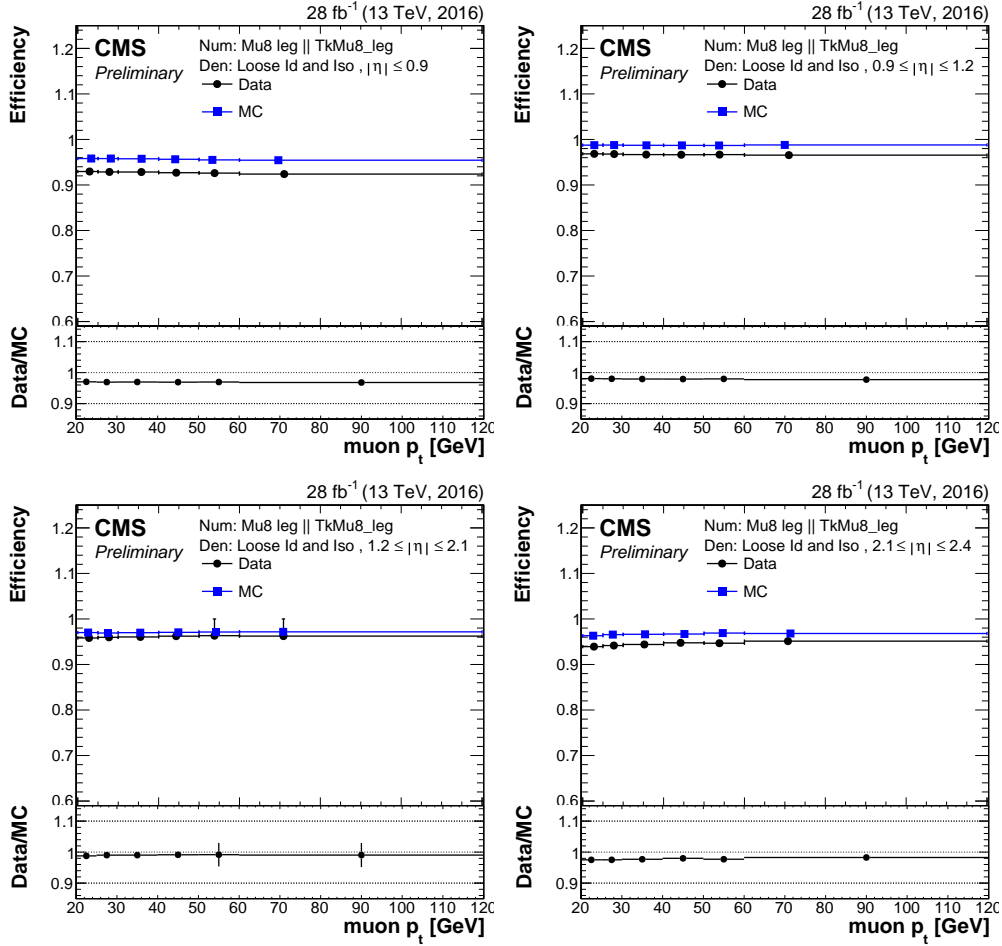 28 fb-1 (13 TeV, 2016)
CMS
Preliminary
Num: Mu8 leg || TkMu8_leg
Den: Loose Id and Iso , |η| ≤ 0.9
Data
MC
Efficiency
1.2
1.1
1
0.9
0.8
0.7
0.6
Data/MC
1.1
1
0.9
20 30 40 50 60 70 80 90 100 110 120
muon pt [GeV]
28 fb-1 (13 TeV, 2016)
CMS
Preliminary
Num: Mu8 leg || TkMu8_leg
Den: Loose Id and Iso , 0.9 ≤ |η| ≤ 1.2
Data
MC
Efficiency
1.2
1.1
1
0.9
0.8
0.7
0.6
Data/MC
1.1
1
0.9
20 30 40 50 60 70 80 90 100 110 120
muon pt [GeV]
28 fb-1 (13 TeV, 2016)
CMS
Preliminary
Num: Mu8 leg || TkMu8_leg
Den: Loose Id and Iso , 1.2 ≤ |η| ≤ 2.1
Data
MC
Efficiency
1.2
1.1
1
0.9
0.8
0.7
0.6
Data/MC
1.1
1
0.9
20 30 40 50 60 70 80 90 100 110 120
muon pt [GeV]
28 fb-1 (13 TeV, 2016)
CMS
Preliminary
Num: Mu8 leg || TkMu8_leg
Den: Loose Id and Iso , 2.1 ≤ |η| ≤ 2.4
Data
MC
Efficiency
1.2
1.1
1
0.9
0.8
0.7
0.6
Data/MC
1.1
1
0.9
20 30 40 50 60 70 80 90 100 110 120
muon pt [GeV]